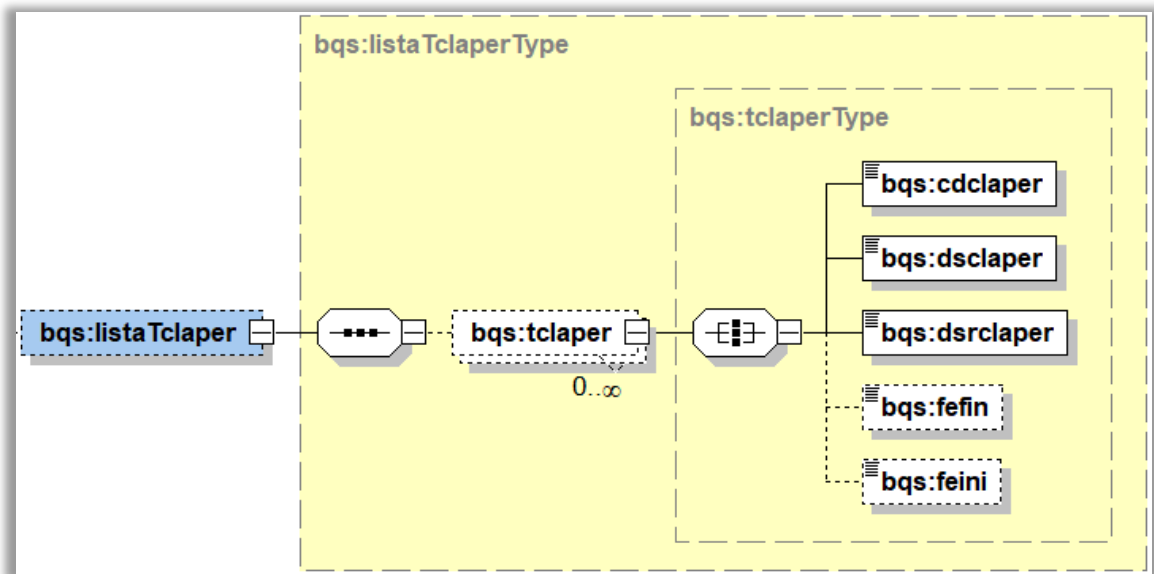 bqs:listaTclaperType
bqs:tclaperType
bqs:cdclaper
bqs:dsclaper
bqs:listaTclaper
bqs:tclaper
bqs:dsrclaper
0..∞
bqs:fefin
bqs:feini